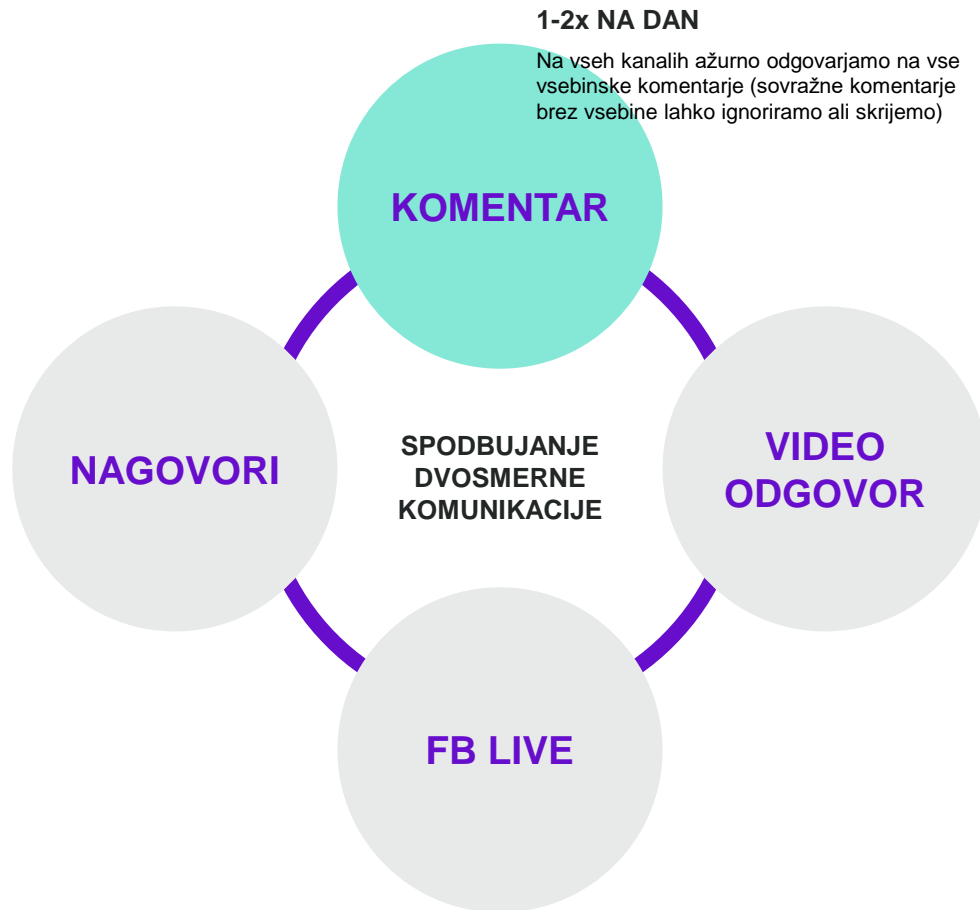 1-2x NA DAN
Na vseh kanalih ažurno odgovarjamo na vse
vsebinske komentarje (sovražne komentarje
brez vsebine lahko ignoriramo ali skrijemo)
KOMENTAR
NAGOVORI
SPODBUJANJE
DVOSMERNE
KOMUNIKACIJE
VIDEO
ODGOVOR
FB LIVE